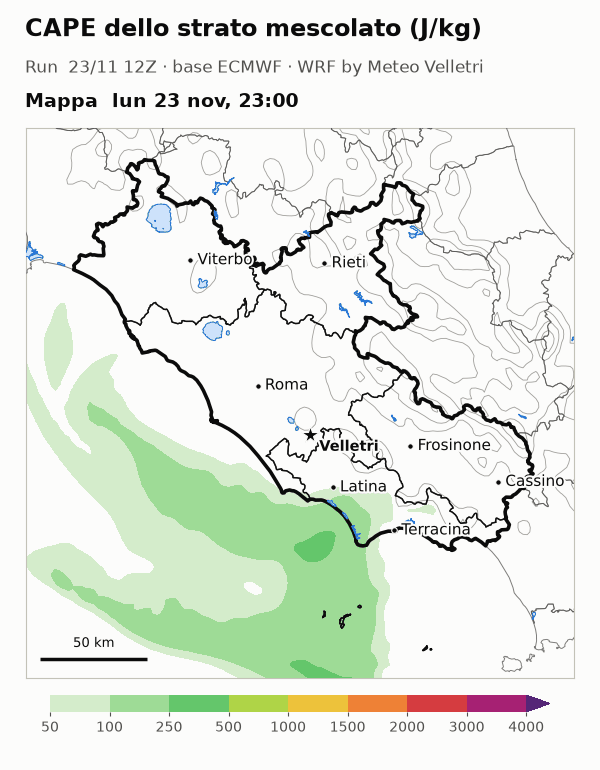 CAPE dello strato mescolato (J/kg)
Run  23/11 12Z · base ECMWF · WRF by Meteo Velletri
Mappa  lun 23 nov, 23:00
Viterbo
Rieti
Roma
Velletri
Frosinone
Latina
Cassino
Terracina
50 km
50 100 250 500 1000 1500 2000 3000 4000